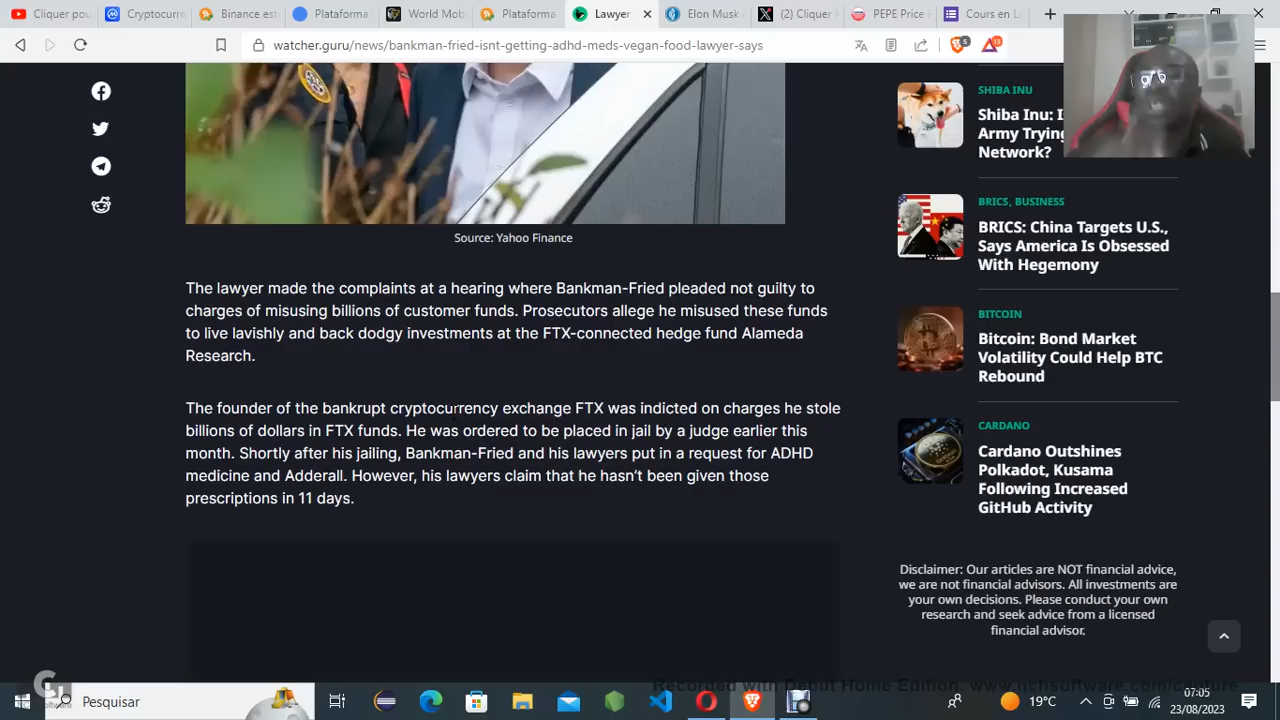 Cliquer pou
Cryptocurre
Binance est
Plataforma
World Mob
Plataforma
Lawyer
Elon Musk
(2) Cliquer
PEPE Price
Cours en L
watcher.guru/news/bankman-fried-isnt-getting-adhd-meds-vegan-food-lawyer-says
5
13
Source: Yahoo Finance
The lawyer made the complaints at a hearing where Bankman-Fried pleaded not guilty to
charges of misusing billions of customer funds. Prosecutors allege he misused these funds
to live lavishly and back dodgy investments at the FTX-connected hedge fund Alameda
Research.
The founder of the bankrupt cryptocurrency exchange FTX was indicted on charges he stole
billions of dollars in FTX funds. He was ordered to be placed in jail by a judge earlier this
month. Shortly after his jailing, Bankman-Fried and his lawyers put in a request for ADHD
medicine and Adderall. However, his lawyers claim that he hasn't been given those
prescriptions in 11 days.
SHIBA INU
Shiba Inu: I
Army Trying
Network?
BRICS, BUSINESS
BRICS: China Targets U.S.,
Says America Is Obsessed
With Hegemony
BITCOIN
Bitcoin: Bond Market
Volatility Could Help BTC
Rebound
CARDANO
Cardano Outshines
Polkadot, Kusama
Following Increased
GitHub Activity
Disclaimer: Our articles are NOT financial advice,
we are not financial advisors. All investments are
your own decisions. Please conduct your own
research and seek advice from a licensed
financial advisor.
Recorded with Debut Home Edition. www.nchsoftware.com/capture
Pesquisar
19°C
07:05
23/08/2023